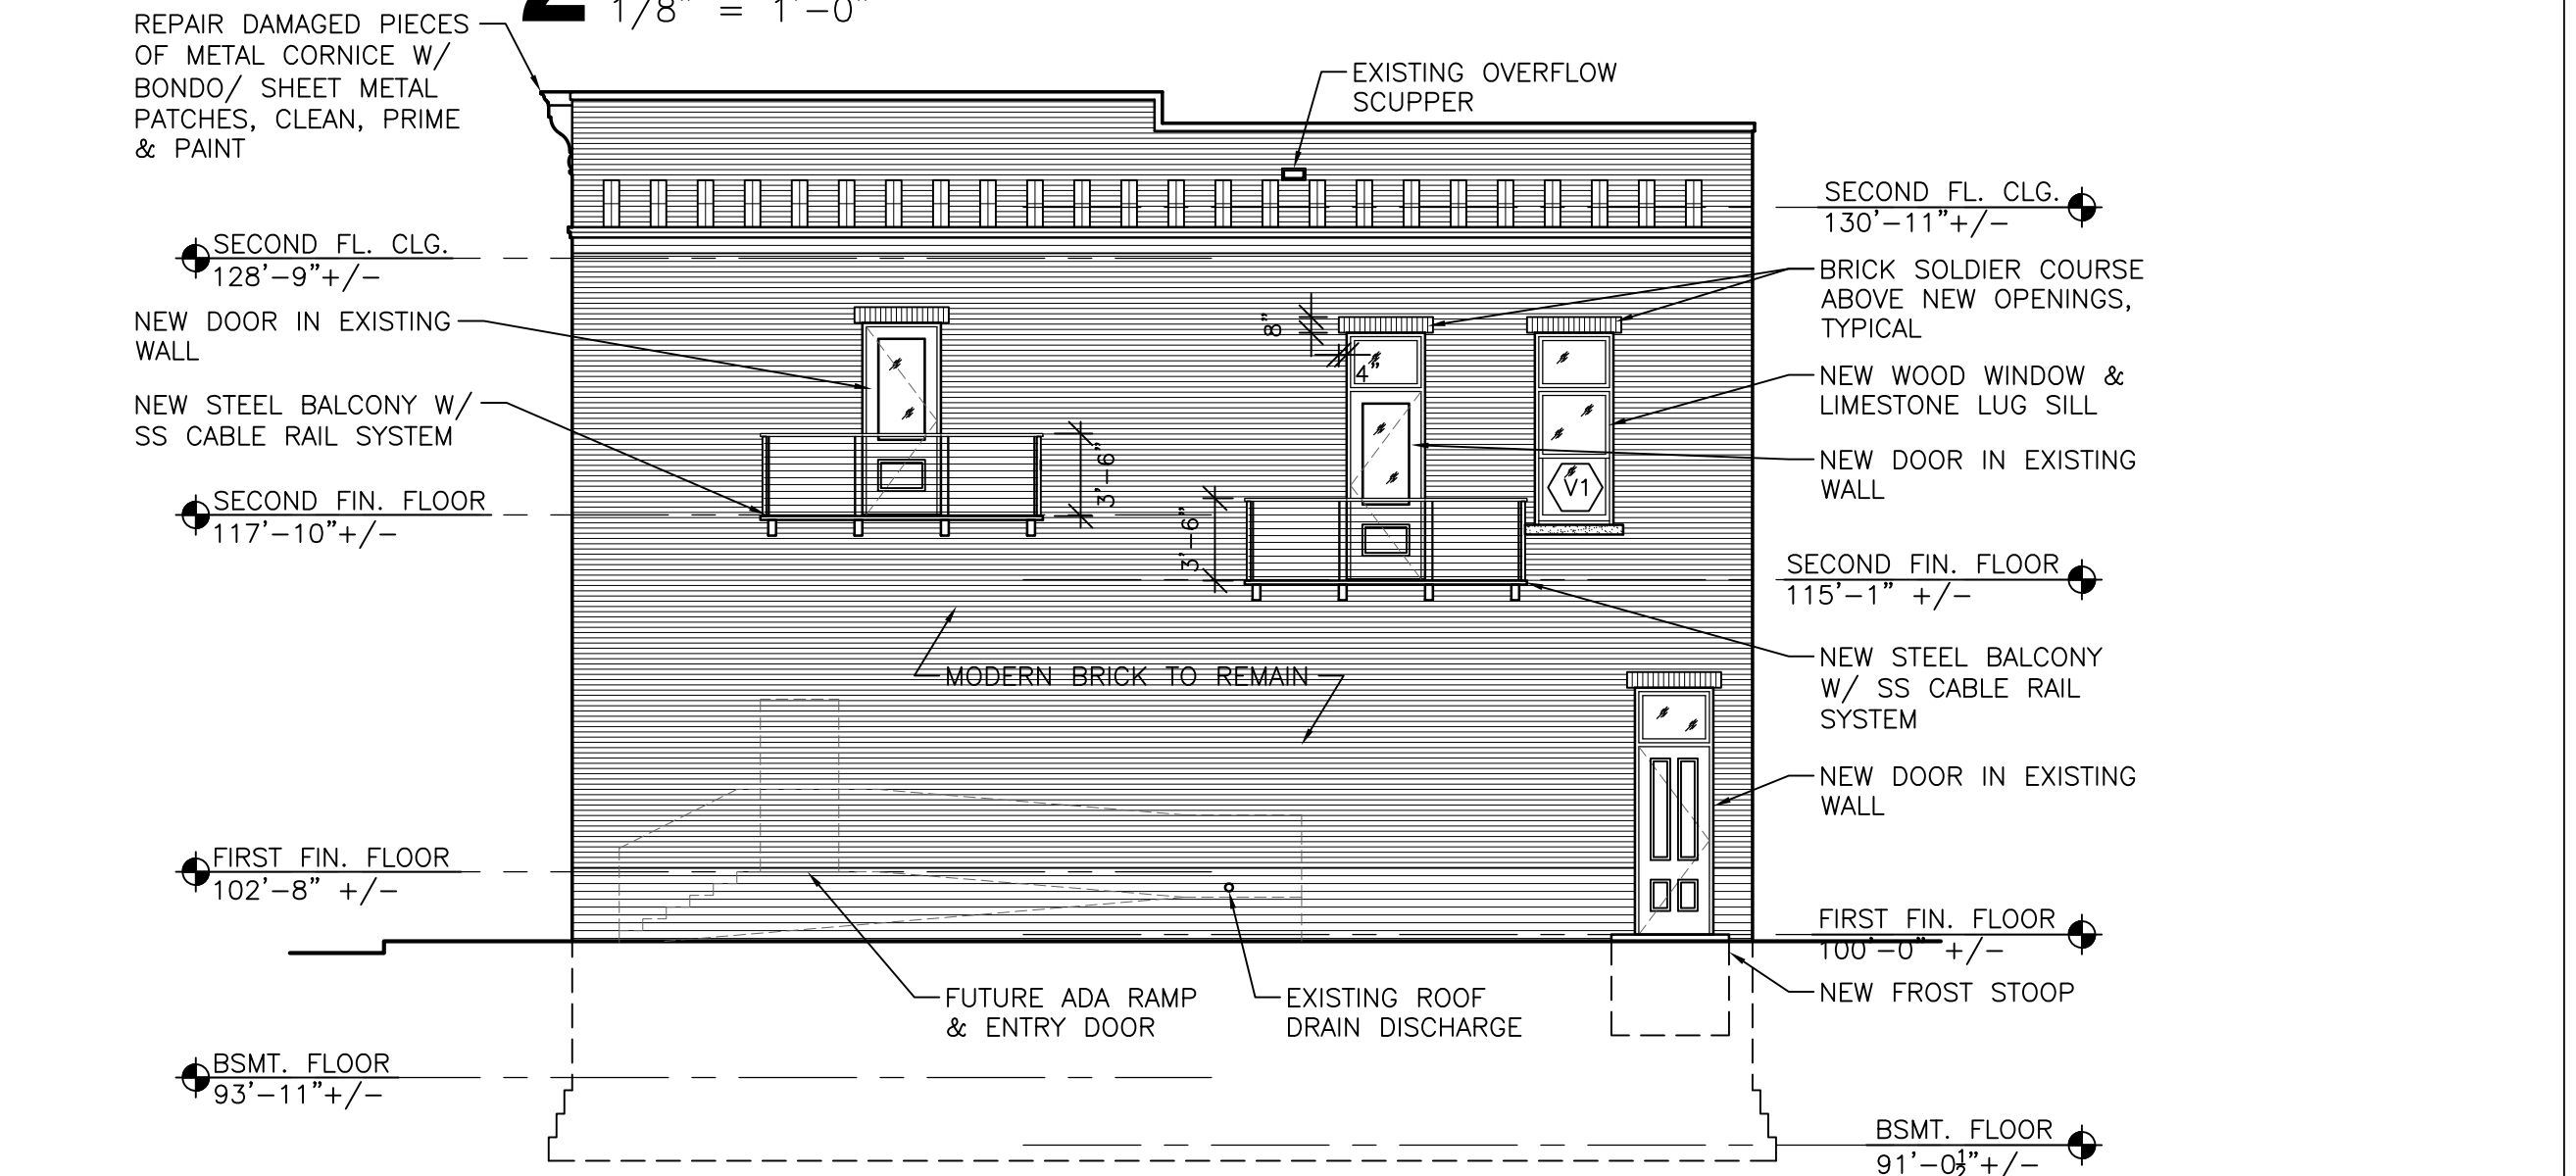 2 1/8" = 1'-0"
REPAIR DAMAGED PIECES
OF METAL CORNICE W/
BONDO/ SHEET METAL
PATCHES, CLEAN, PRIME
& PAINT
EXISTING OVERFLOW
SCUPPER
SECOND FL. CLG.
128'-9"+/-
NEW DOOR IN EXISTING
WALL
NEW STEEL BALCONY W/
SS CABLE RAIL SYSTEM
SECOND FIN. FLOOR
117'-10"+/-
3'-6"
3'-6"
8"
4"
V1
MODERN BRICK TO REMAIN
SECOND FL. CLG.
130'-11"+/-
BRICK SOLDIER COURSE
ABOVE NEW OPENINGS,
TYPICAL
NEW WOOD WINDOW &
LIMESTONE LUG SILL
NEW DOOR IN EXISTING
WALL
SECOND FIN. FLOOR
115'-1" +/-
NEW STEEL BALCONY
W/ SS CABLE RAIL
SYSTEM
NEW DOOR IN EXISTING
WALL
FIRST FIN. FLOOR
102'-8" +/-
FIRST FIN. FLOOR
100'-0" +/-
FUTURE ADA RAMP
& ENTRY DOOR
EXISTING ROOF
DRAIN DISCHARGE
NEW FROST STOOP
BSMT. FLOOR
93'-11"+/-
BSMT. FLOOR
91'-0½"+/-